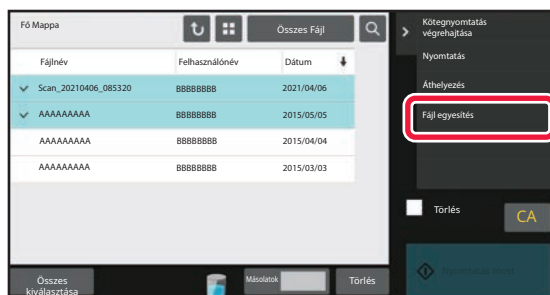 Fő Mappa
Összes Fájl
Fájlnév Felhasználónév Dátum
Scan_20210406_085320 BBBBBBBB 2021/04/06
AAAAAAAAA BBBBBBBB 2015/05/05
AAAAAAAAA BBBBBBBB 2015/04/04
AAAAAAAAA BBBBBBBB 2015/03/03
Összes
kiválasztása
Másolatok
Törlés
Kötegnyomtatás
végrehajtása
Nyomtatás
Áthelyezés
Fájl egyesítés
Törlés
CA